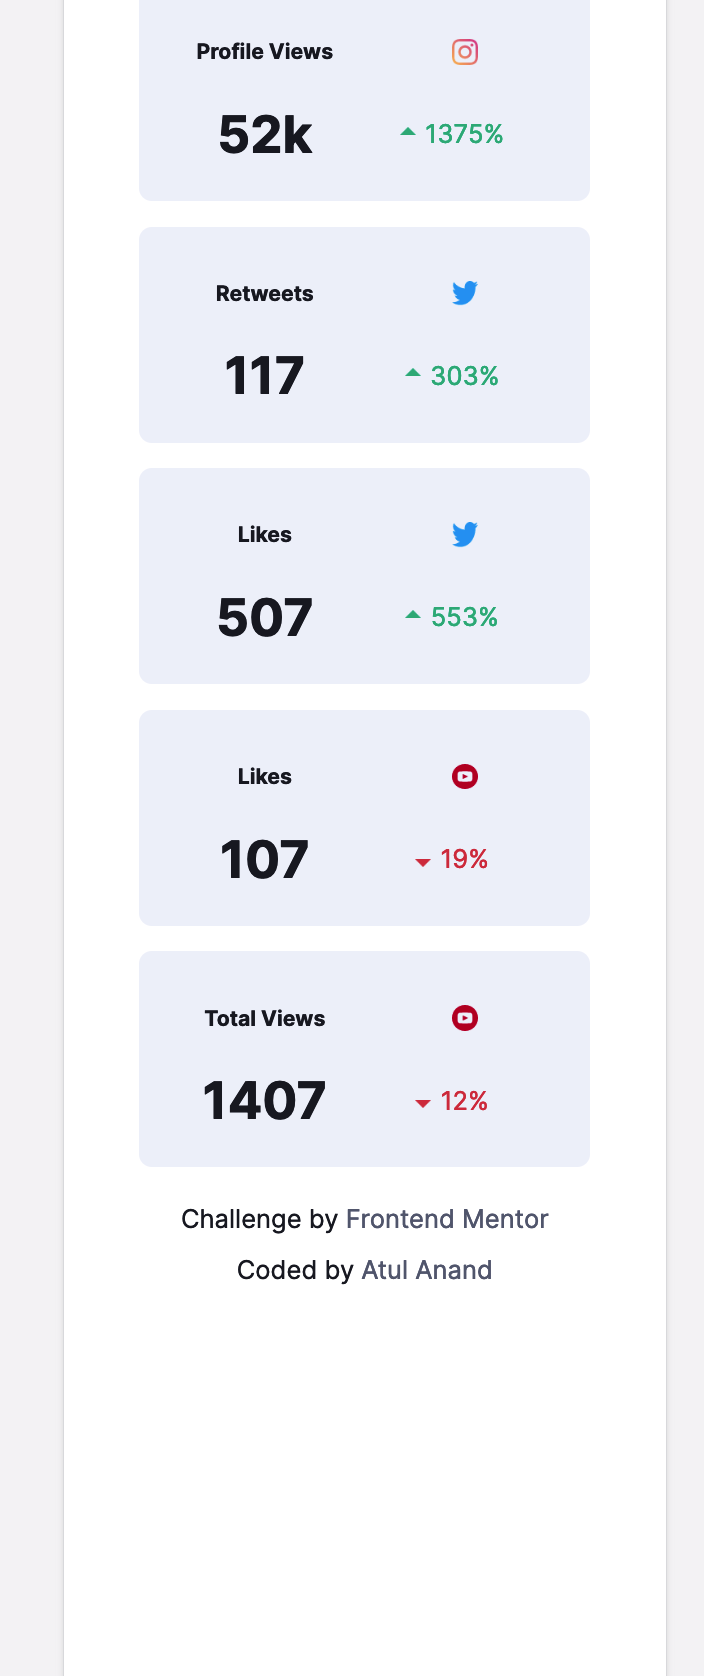 Profile Views
52k 1375%
Retweets
117 303%
Likes
507 553%
Likes
107 19%
Total Views
1407 12%
Challenge by Frontend Mentor
Coded by Atul Anand